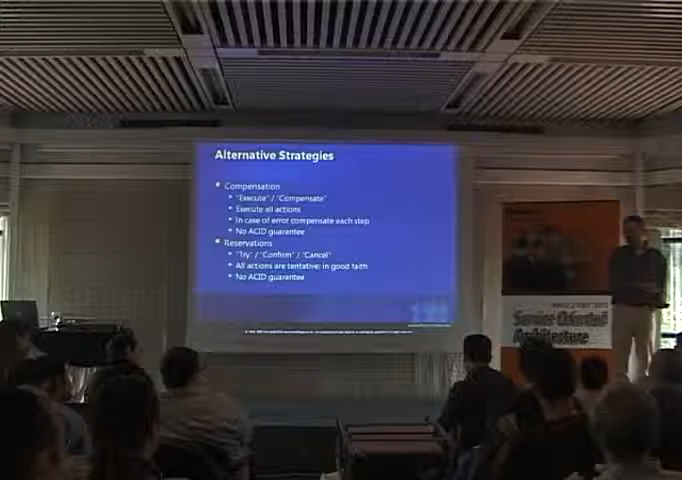 Alternative Strategies
Compensation
"Execute" / "Compensate"
Execute all actions
In case of error compensate each step
No ACID guarantee
Reservations
"Try" / "Confirm" / "Cancel"
All actions are tentative; in good faith
No ACID guarantee
Service Oriented
Architecture